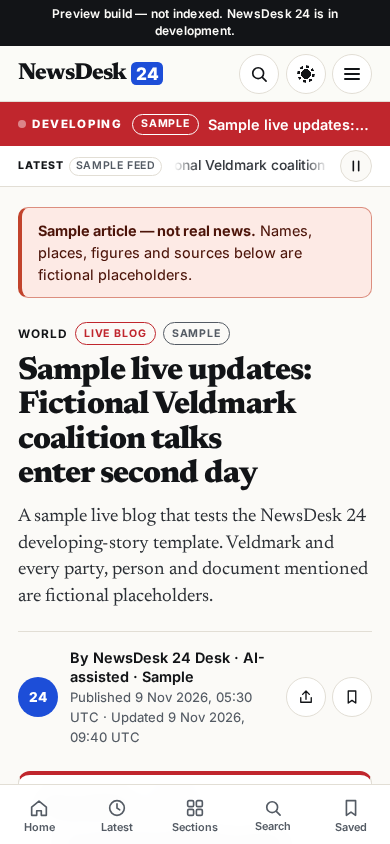 Preview build — not indexed. NewsDesk 24 is in
development.
NewsDesk 24
DEVELOPING SAMPLE Sample live updates:...
LATEST SAMPLE FEED onal Veldmark coalition
Sample article — not real news. Names,
places, figures and sources below are
fictional placeholders.
WORLD LIVE BLOG SAMPLE
Sample live updates:
Fictional Veldmark
coalition talks
enter second day
A sample live blog that tests the NewsDesk 24
developing-story template. Veldmark and
every party, person and document mentioned
are fictional placeholders.
24
By NewsDesk 24 Desk · AI-
assisted · Sample
Published 9 Nov 2026, 05:30
UTC · Updated 9 Nov 2026,
09:40 UTC
Home Latest Sections Search Saved